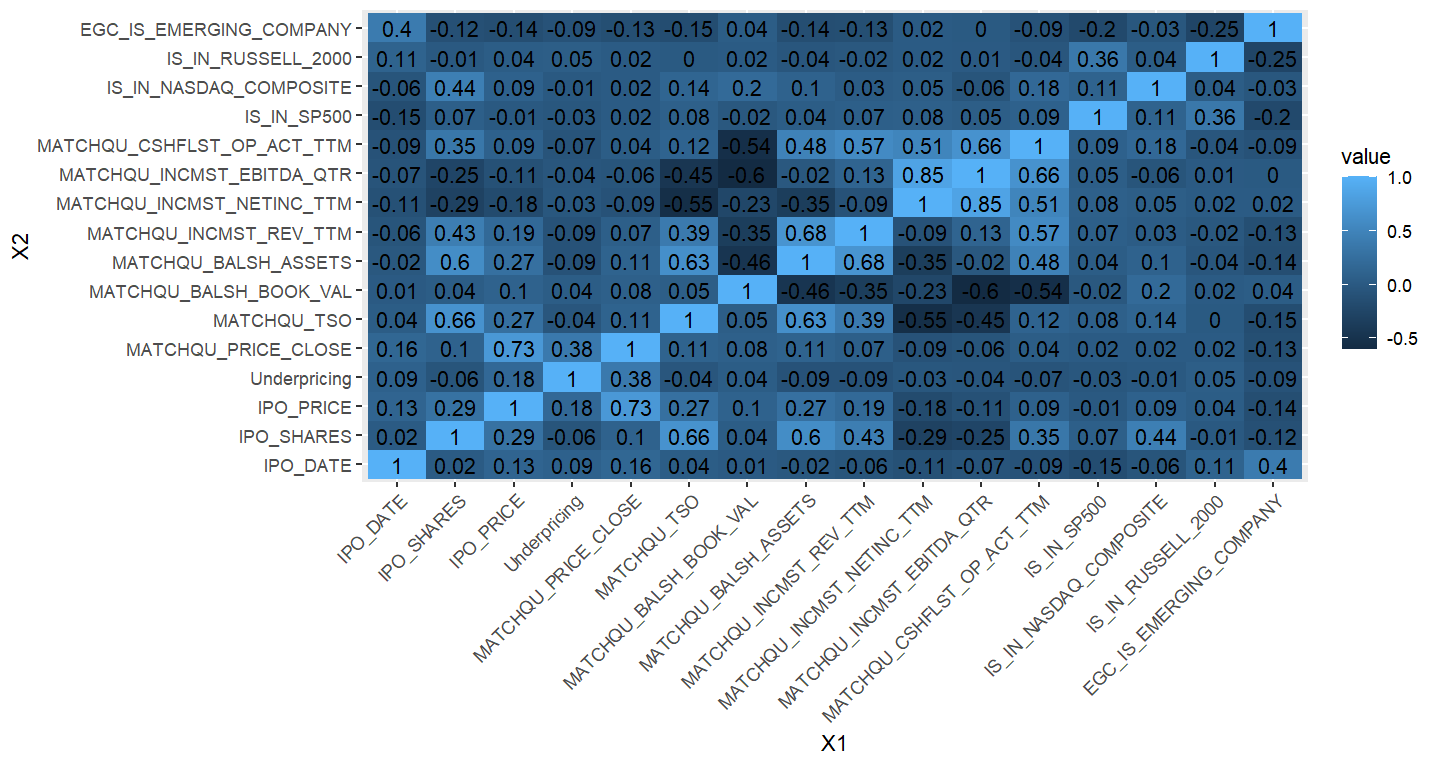 EGC_IS_EMERGING_COMPANY 0.4 -0.12 -0.14 -0.09 -0.13 -0.15 0.04 -0.14 -0.13 0.02 0 -0.09 -0.2 -0.03 -0.25 1
IS_IN_RUSSELL_2000 0.11 -0.01 0.04 0.05 0.02 0 0.02 -0.04 -0.02 0.02 0.01 -0.04 0.36 0.04 1 -0.25
IS_IN_NASDAQ_COMPOSITE -0.06 0.44 0.09 -0.01 0.02 0.14 0.2 0.1 0.03 0.05 -0.06 0.18 0.11 1 0.04 -0.03
IS_IN_SP500 -0.15 0.07 -0.01 -0.03 0.02 0.08 -0.02 0.04 0.07 0.08 0.05 0.09 1 0.11 0.36 -0.2
MATCHQU_CSHFLST_OP_ACT_TTM -0.09 0.35 0.09 -0.07 0.04 0.12 -0.54 0.48 0.57 0.51 0.66 1 0.09 0.18 -0.04 -0.09
MATCHQU_INCMST_EBITDA_QTR -0.07 -0.25 -0.11 -0.04 -0.06 -0.45 -0.6 -0.02 0.13 0.85 1 0.66 0.05 -0.06 0.01 0
MATCHQU_INCMST_NETINC_TTM -0.11 -0.29 -0.18 -0.03 -0.09 -0.55 -0.23 -0.35 -0.09 1 0.85 0.51 0.08 0.05 0.02 0.02
MATCHQU_INCMST_REV_TTM -0.06 0.43 0.19 -0.09 0.07 0.39 -0.35 0.68 1 -0.09 0.13 0.57 0.07 0.03 -0.02 -0.13
MATCHQU_BALSH_ASSETS -0.02 0.6 0.27 -0.09 0.11 0.63 -0.46 1 0.68 -0.35 -0.02 0.48 0.04 0.1 -0.04 -0.14
MATCHQU_BALSH_BOOK_VAL 0.01 0.04 0.1 0.04 0.08 0.05 1 -0.46 -0.35 -0.23 -0.6 -0.54 -0.02 0.2 0.02 0.04
MATCHQU_TSO 0.04 0.66 0.27 -0.04 0.11 1 0.05 0.63 0.39 -0.55 -0.45 0.12 0.08 0.14 0 -0.15
MATCHQU_PRICE_CLOSE 0.16 0.1 0.73 0.38 1 0.11 0.08 0.11 0.07 -0.09 -0.06 0.04 0.02 0.02 0.02 -0.13
Underpricing 0.09 -0.06 0.18 1 0.38 -0.04 0.04 -0.09 -0.09 -0.03 -0.04 -0.07 -0.03 -0.01 0.05 -0.09
IPO_PRICE 0.13 0.29 1 0.18 0.73 0.27 0.1 0.27 0.19 -0.18 -0.11 0.09 -0.01 0.09 0.04 -0.14
IPO_SHARES 0.02 1 0.29 -0.06 0.1 0.66 0.04 0.6 0.43 -0.29 -0.25 0.35 0.07 0.44 -0.01 -0.12
IPO_DATE 1 0.02 0.13 0.09 0.16 0.04 0.01 -0.02 -0.06 -0.11 -0.07 -0.09 -0.15 -0.06 0.11 0.4
X2
IPO_DATE
IPO_SHARES
IPO_PRICE
Underpricing
MATCHQU_PRICE_CLOSE
MATCHQU_TSO
MATCHQU_BALSH_BOOK_VAL
MATCHQU_BALSH_ASSETS
MATCHQU_INCMST_REV_TTM
MATCHQU_INCMST_NETINC_TTM
MATCHQU_INCMST_EBITDA_QTR
MATCHQU_CSHFLST_OP_ACT_TTM
IS_IN_SP500
IS_IN_NASDAQ_COMPOSITE
IS_IN_RUSSELL_2000
EGC_IS_EMERGING_COMPANY
X1
value
1.0
0.5
0.0
-0.5